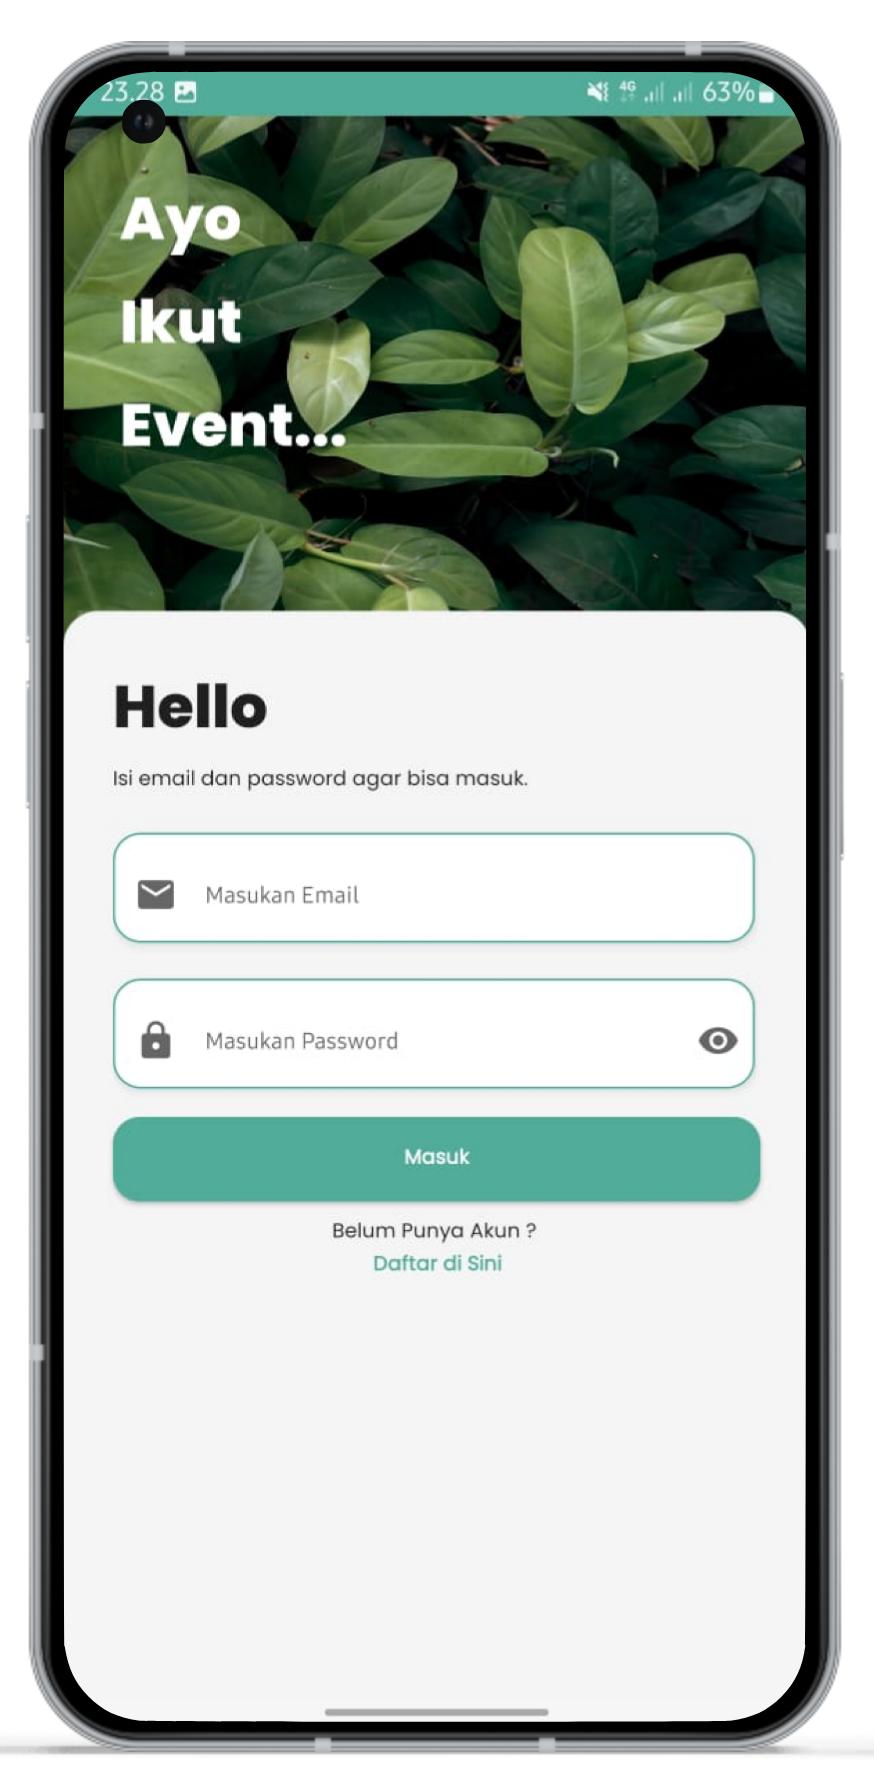 23.28 4G 63%
Ayo
Ikut
Event...
Hello
Isi email dan password agar bisa masuk.
Masukan Email
Masukan Password
Masuk
Belum Punya Akun ?
Daftar di Sini